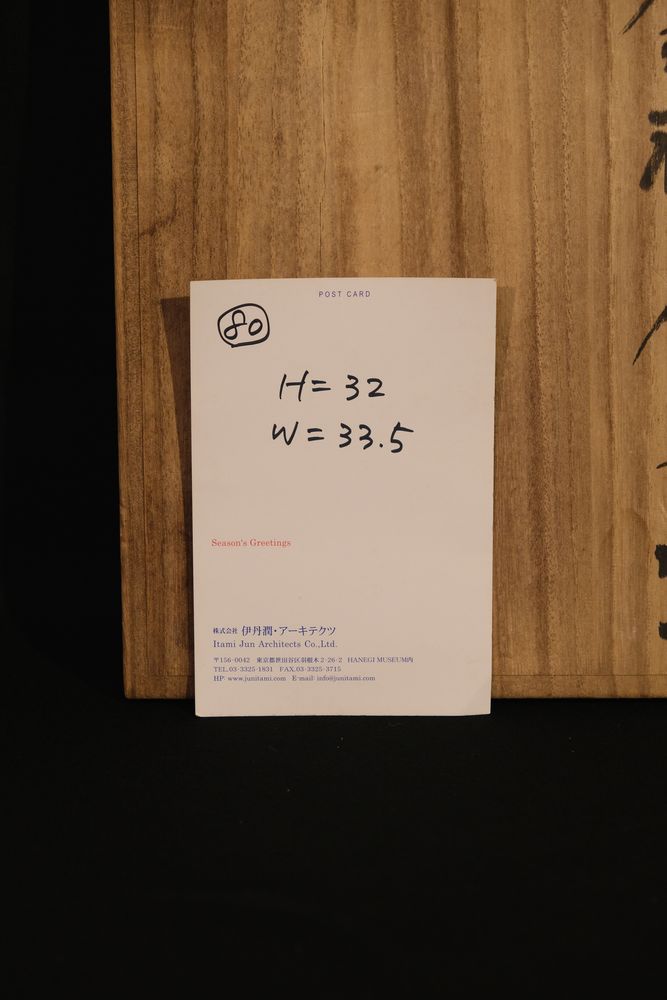 POST CARD
80
H= 32
W = 33.5
Season's Greetings
株式会社 伊丹潤・アーキテクツ
Itami Jun Architects Co.,Ltd.
〒156-0042 東京都世田谷区羽根木2-26-2 HANEGI MUSEUM内
TEL.03-3325-1831 FAX.03-3325-3715
HP: www.junitami.com E-mail: info@junitami.com